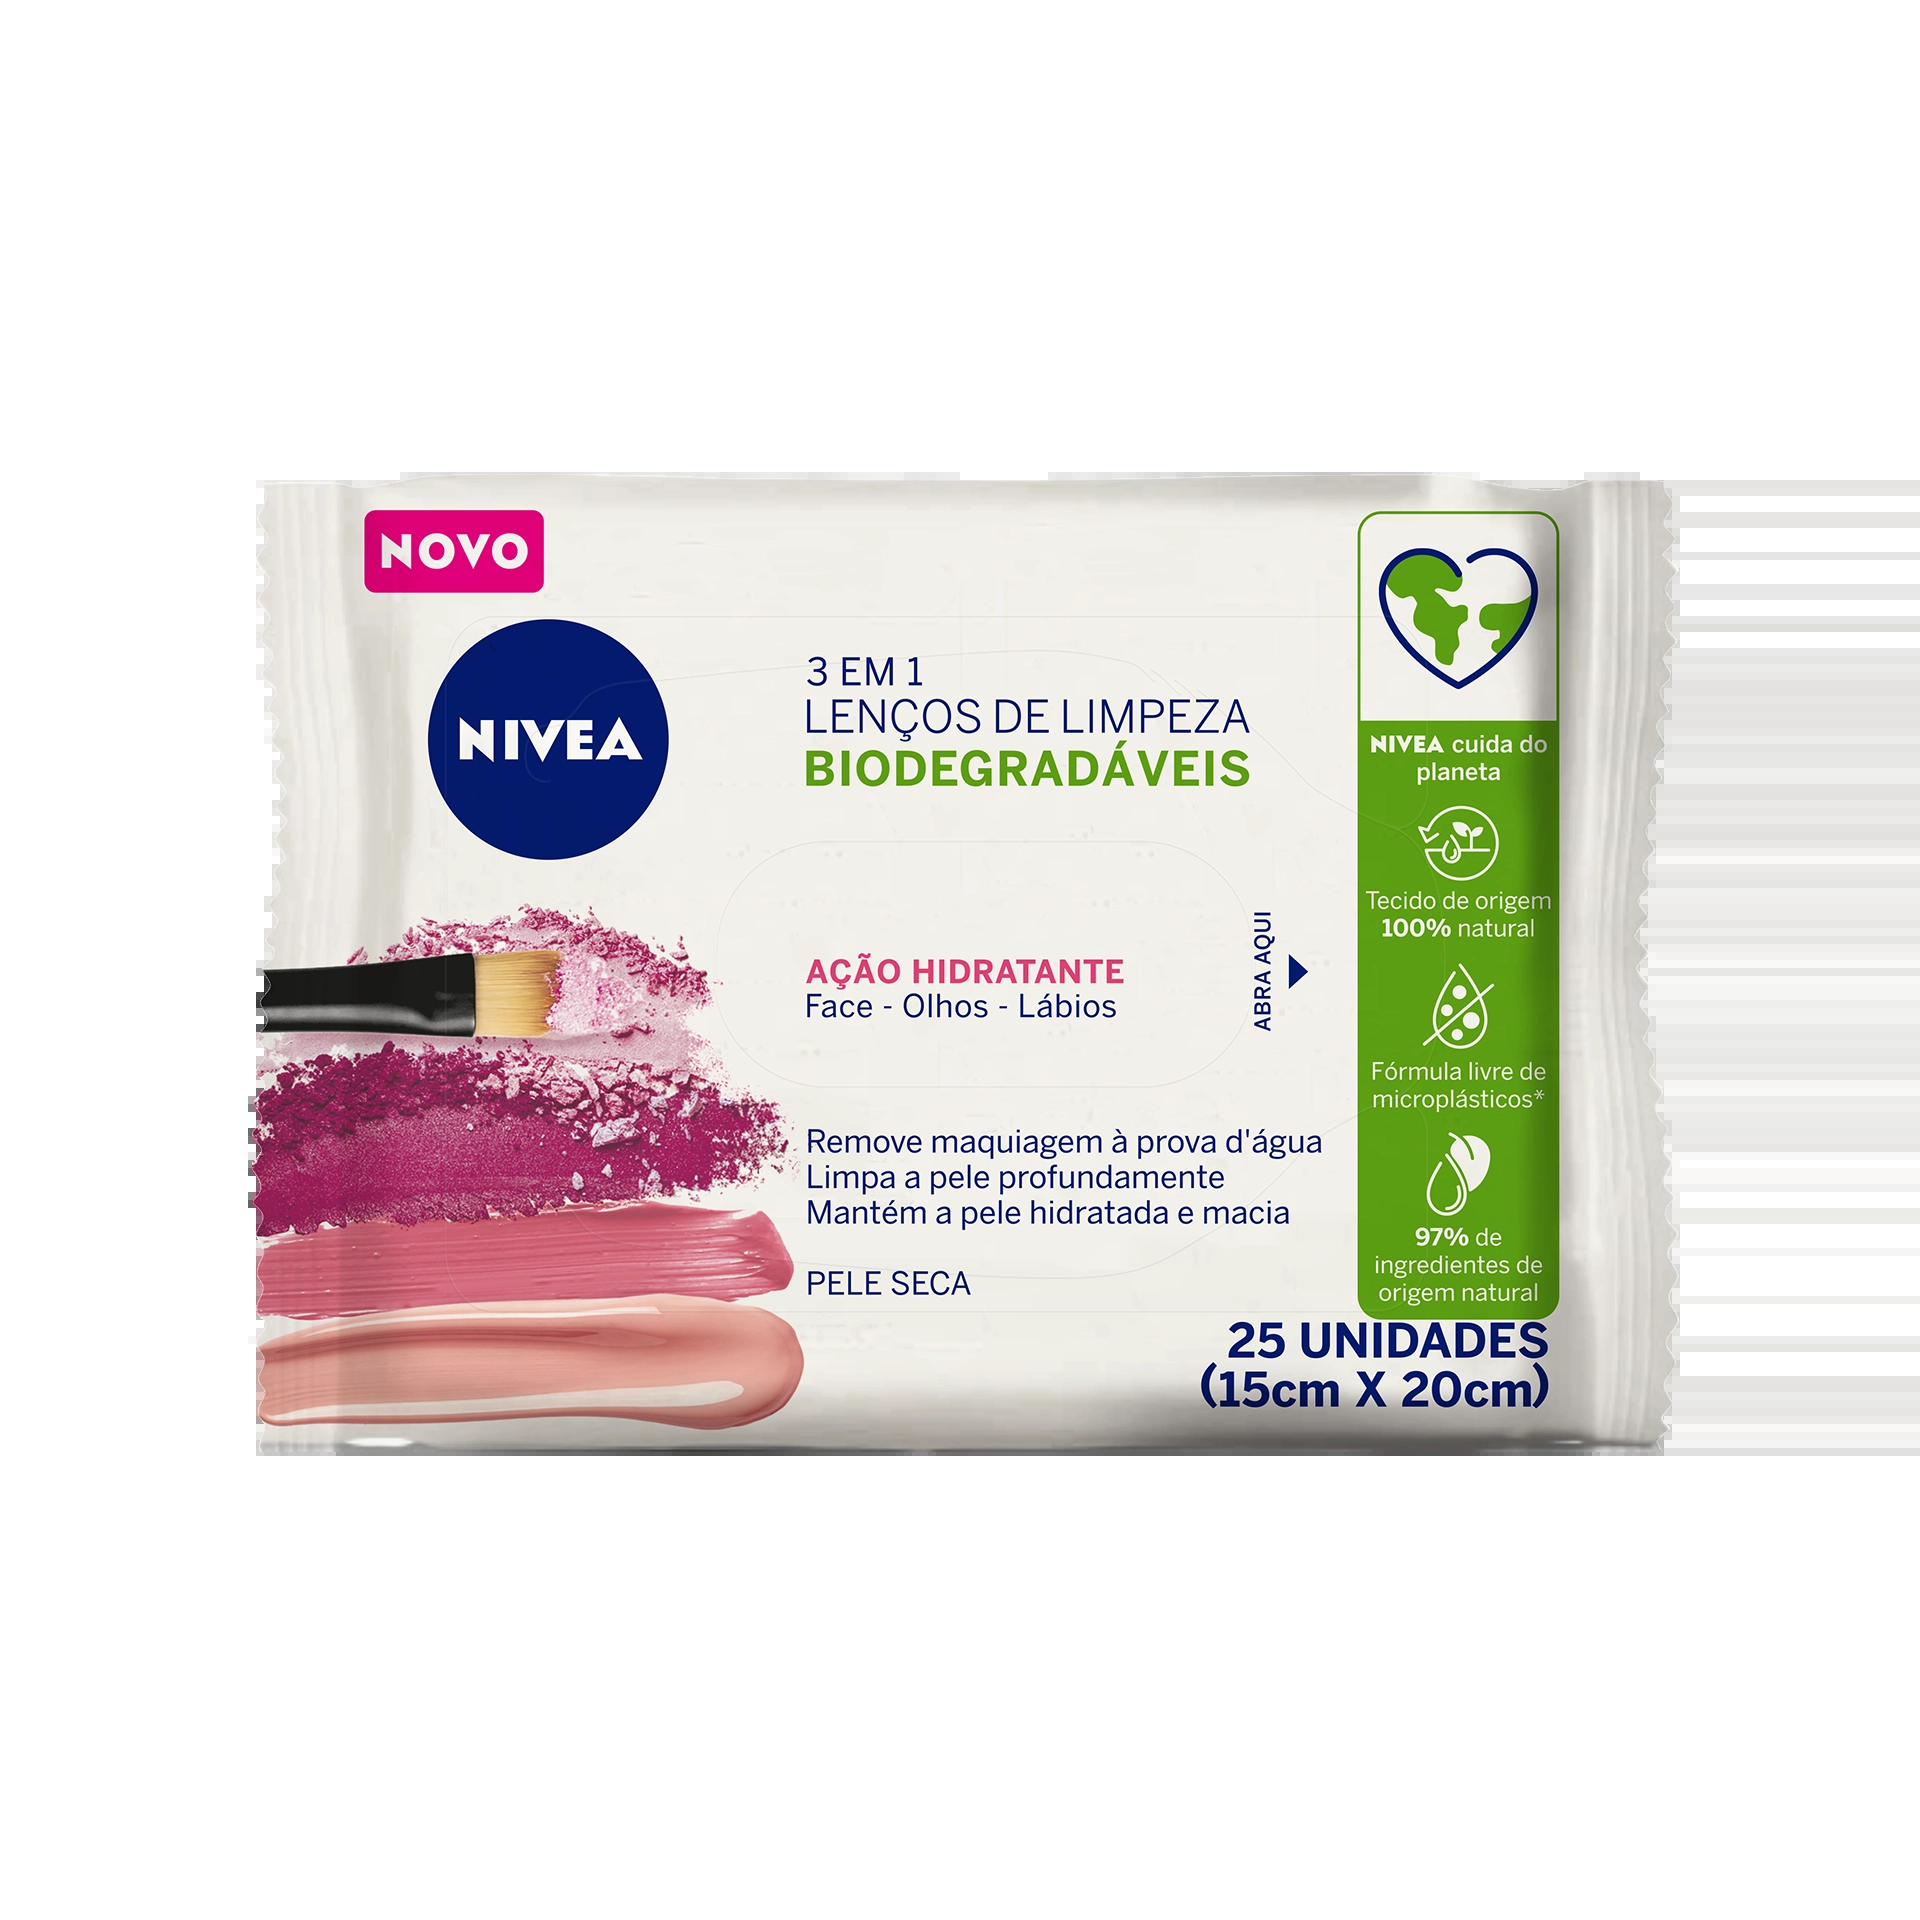 NOVO
NIVEA
3 EM 1
LENÇOS DE LIMPEZA
BIODEGRADÁVEIS
AÇÃO HIDRATANTE
Face - Olhos - Lábios
ABRA AQUI
Remove maquiagem à prova d'água
Limpa a pele profundamente
Mantém a pele hidratada e macia
PELE SECA
NIVEA cuida do
planeta
Tecido de origem
100% natural
Fórmula livre de
microplásticos*
97% de
ingredientes de
origem natural
25 UNIDADES
(15cm X 20cm)